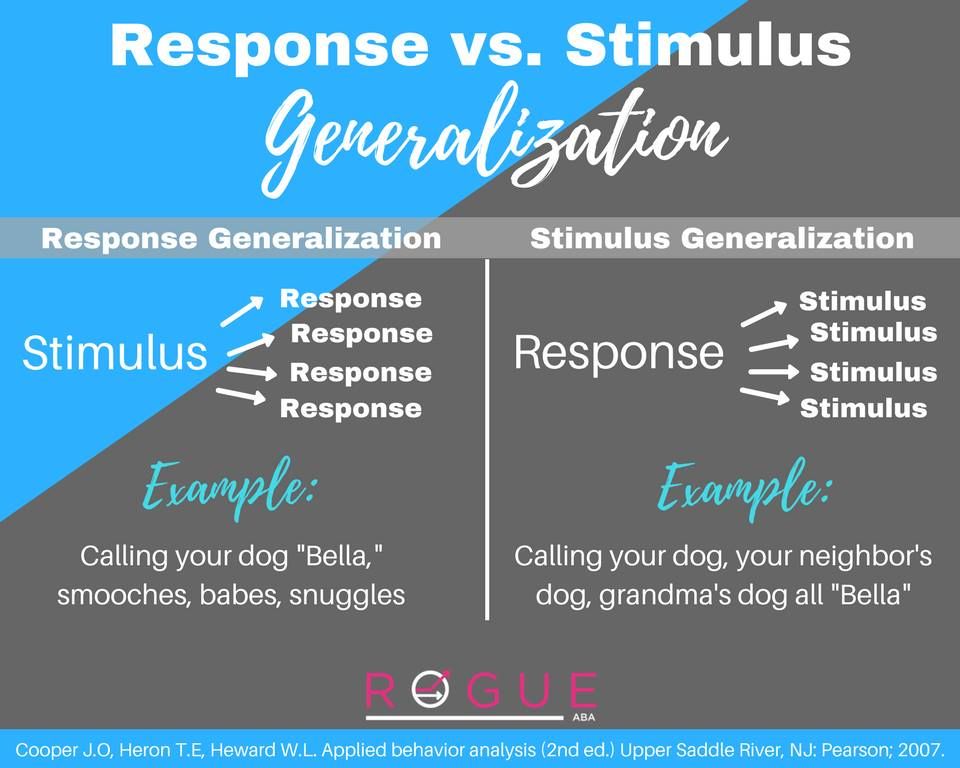 Response vs. Stimulus
Generalization
Response Generalization
Stimulus
Response
Response
Response
Response
Example:
Calling your dog "Bella,"
smooches, babes, snuggles
Stimulus Generalization
Response
Stimulus
Stimulus
Stimulus
Stimulus
Example:
Calling your dog, your neighbor's
dog, grandma's dog all "Bella"
ROGUE
ABA
Cooper J.O, Heron T.E, Heward W.L. Applied behavior analysis (2nd ed.) Upper Saddle River, NJ: Pearson; 2007.